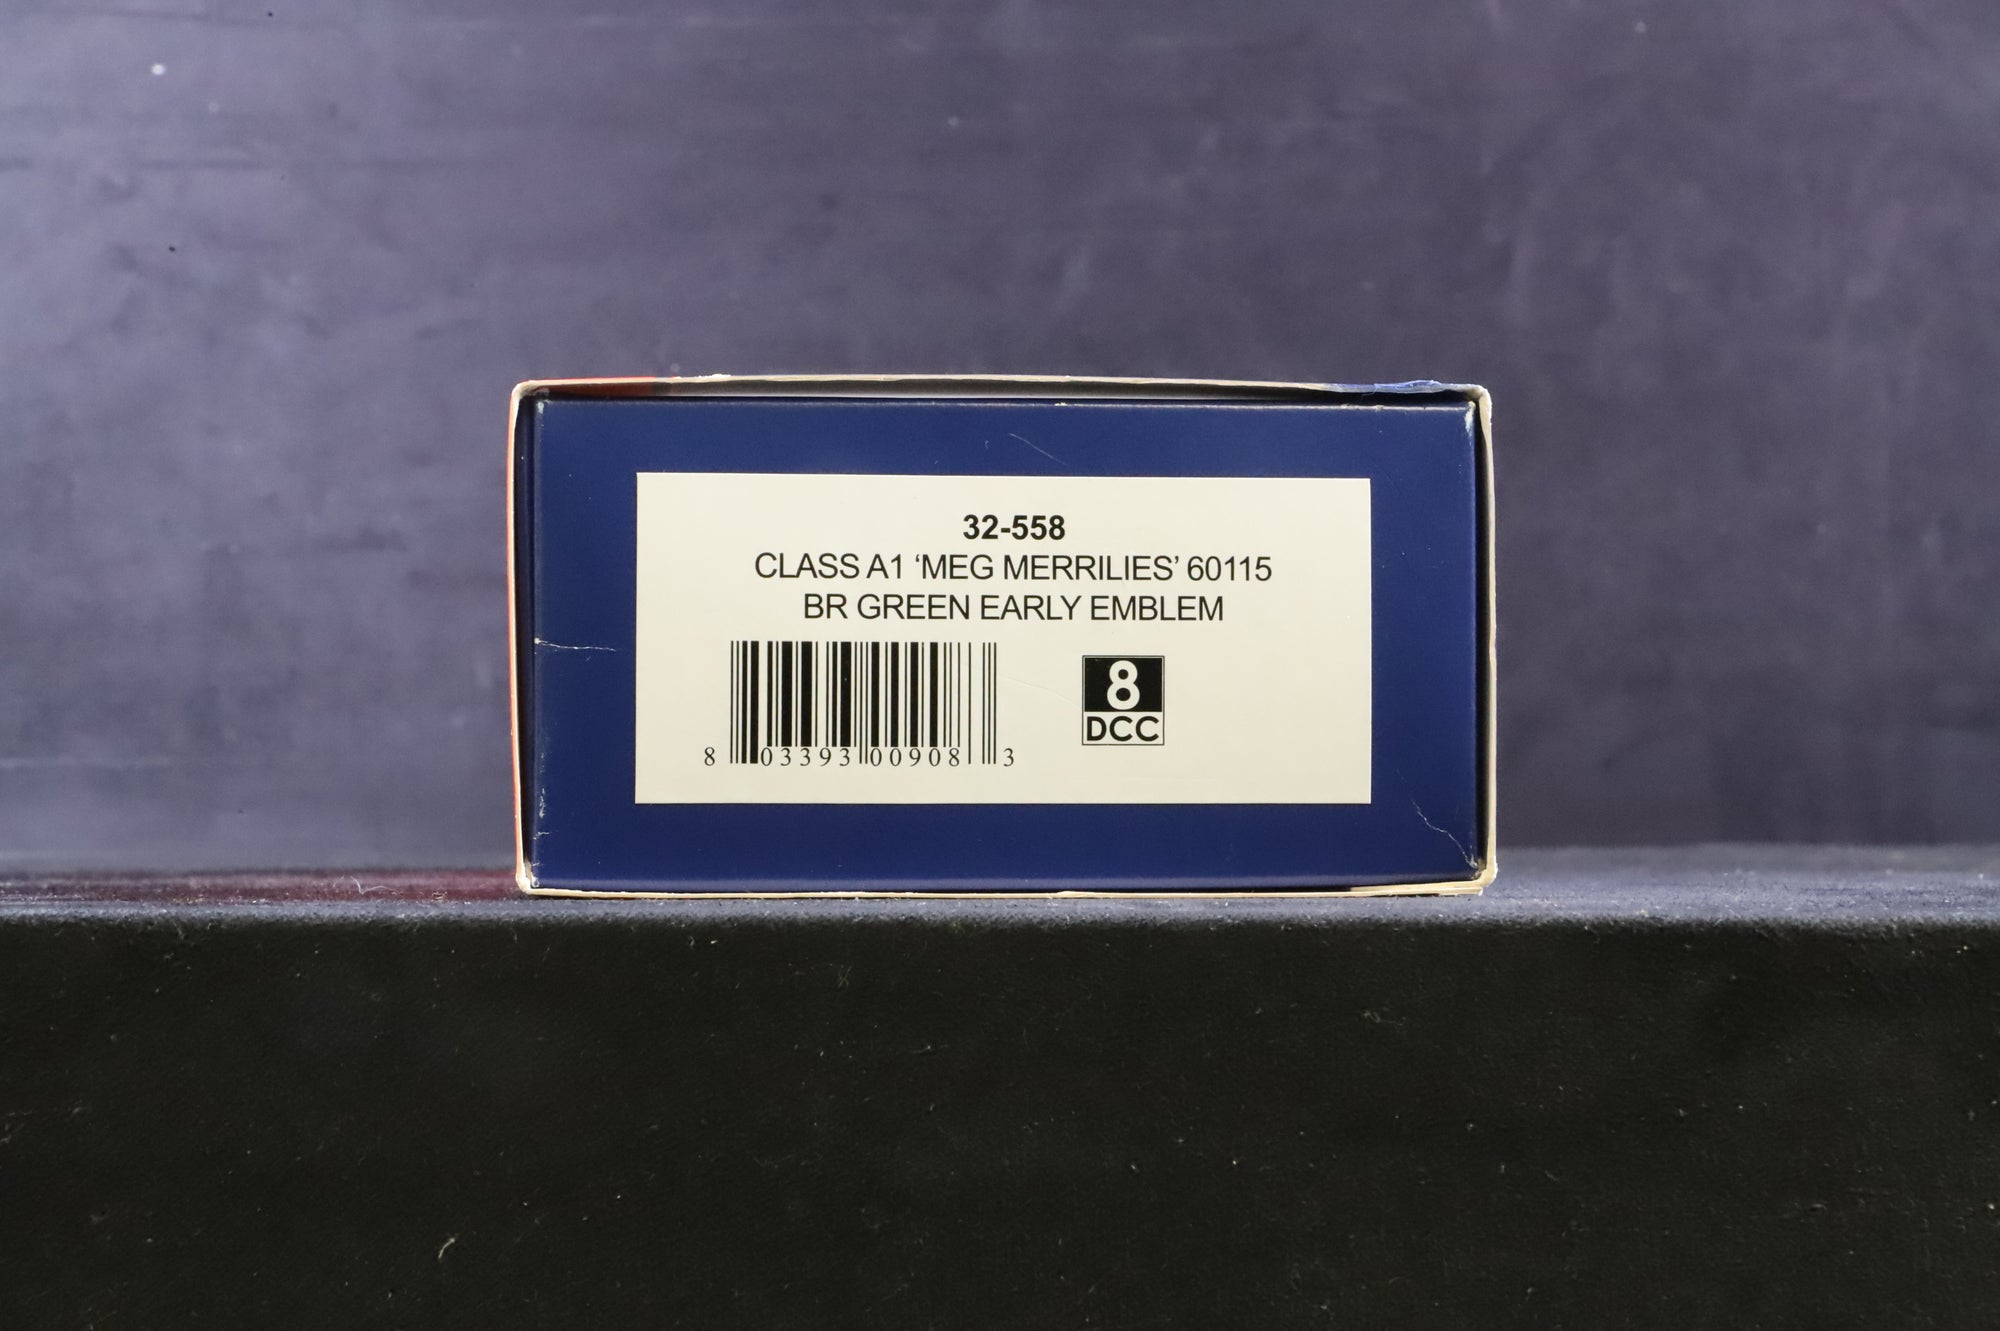 32-558
CLASS A1 ‘MEG MERRILIES’ 60115
BR GREEN EARLY EMBLEM
8 03393 00908 3
8
DCC